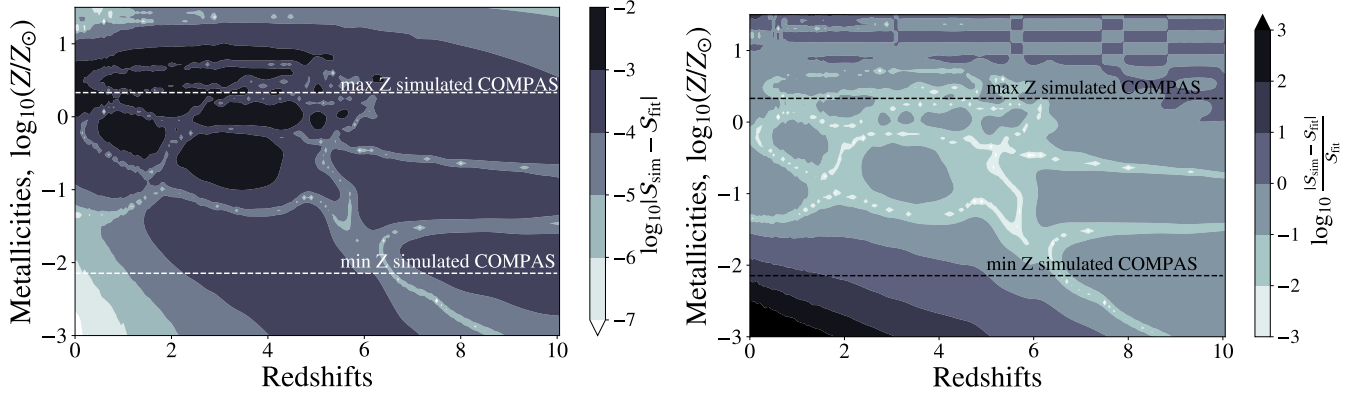 1
0
−1
−2
−3
Metallicities, log₁₀(Z/Z⊙)
max Z simulated COMPAS
min Z simulated COMPAS
0 2 4 6 8 10
Redshifts
−2
−3
−4
−5
−6
−7
log₁₀|𝒮sim − 𝒮fit|
1
0
−1
−2
−3
Metallicities, log₁₀(Z/Z⊙)
max Z simulated COMPAS
min Z simulated COMPAS
0 2 4 6 8 10
Redshifts
3
2
1
0
−1
−2
−3
log₁₀ |𝒮sim − 𝒮fit|
𝒮fit